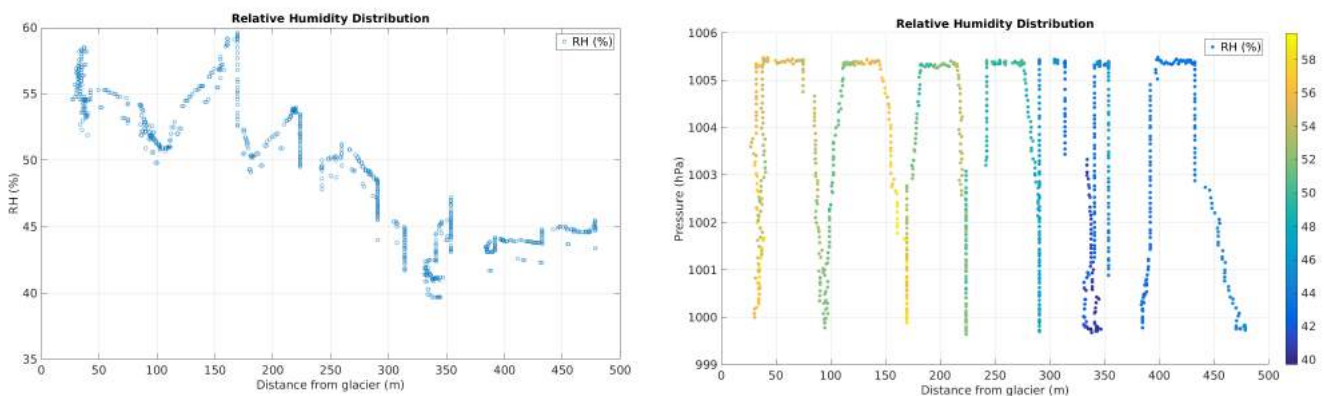 Relative Humidity Distribution
60
55
50
45
40
35
RH (%)
RH (%)
0 50 100 150 200 250 300 350 400 450 500
Distance from glacier (m)
Relative Humidity Distribution
1006
1005
1004
1003
1002
1001
1000
999
Pressure (hPa)
RH (%)
0 50 100 150 200 250 300 350 400 450 500
Distance from glacier (m)
58
56
54
52
50
48
46
44
42
40